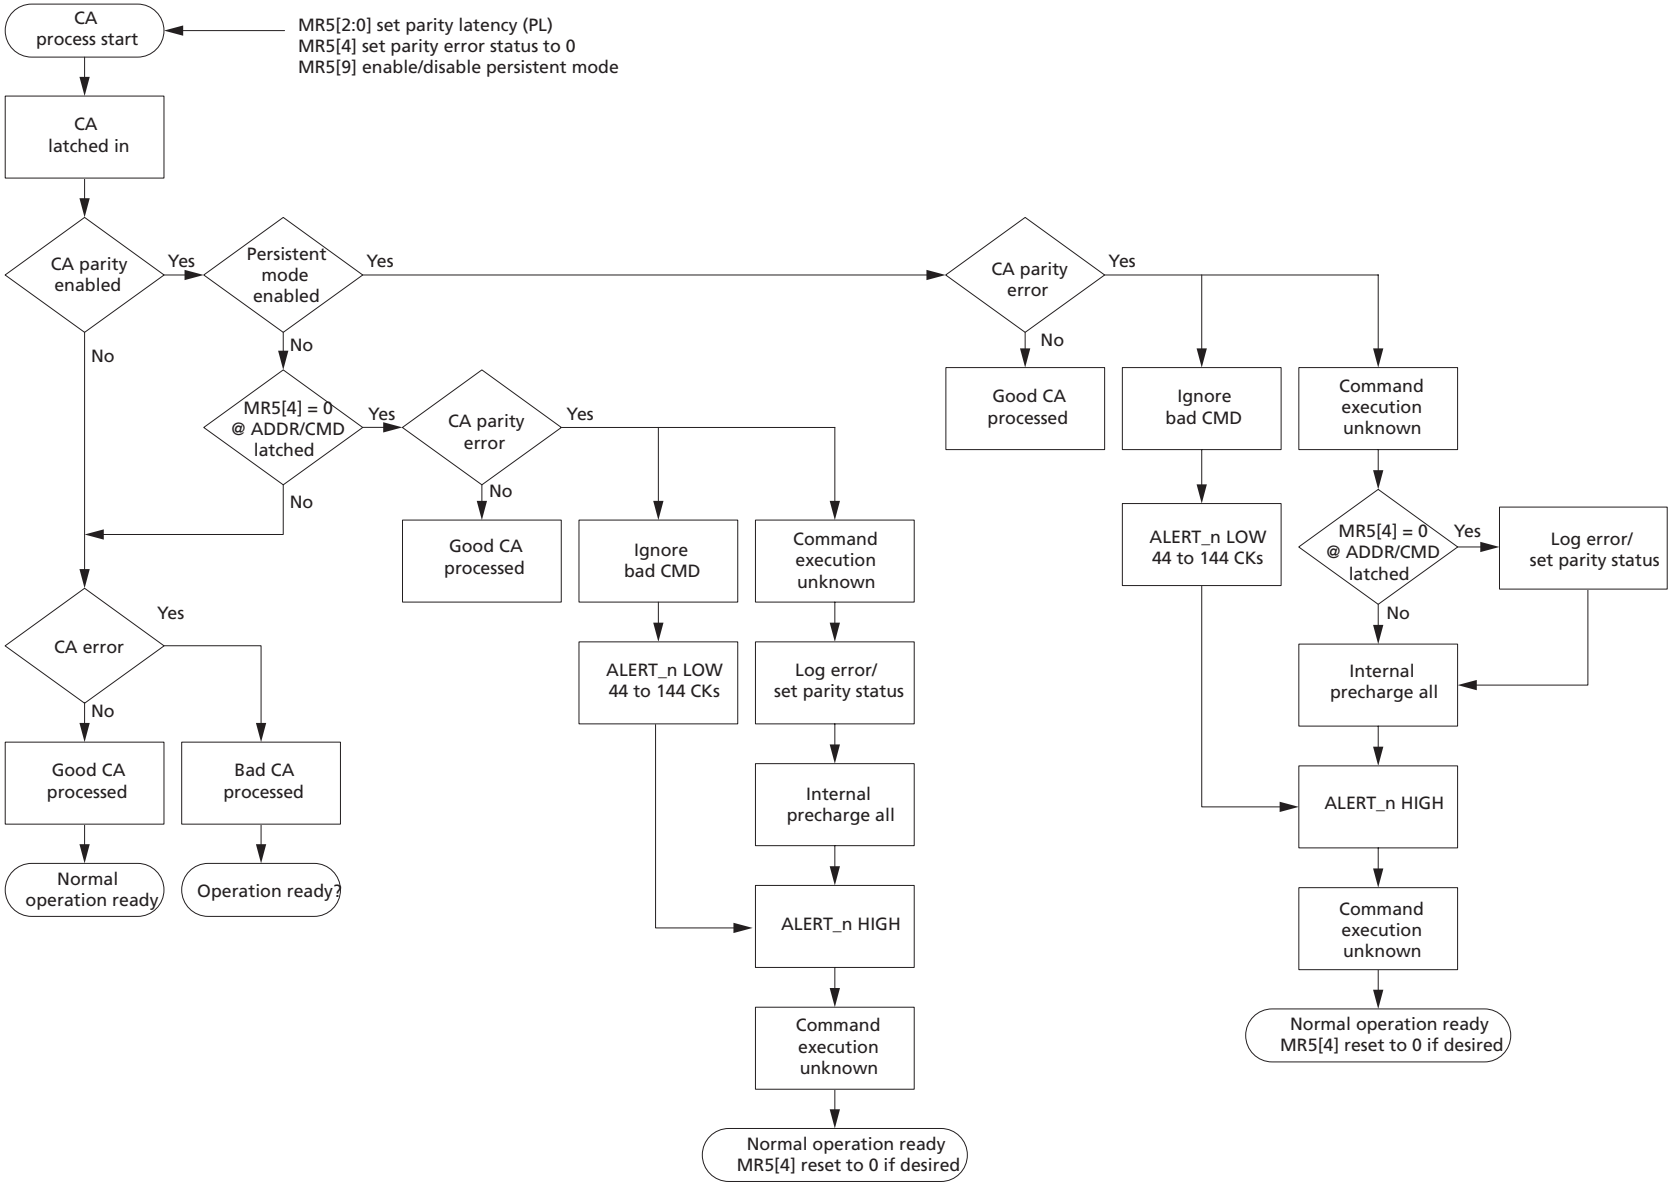 CA
process start
MR5[2:0] set parity latency (PL)
MR5[4] set parity error status to 0
MR5[9] enable/disable persistent mode
CA
latched in
CA parity
enabled
Yes
No
Persistent
mode
enabled
Yes
No
CA parity
error
Yes
No
MR5[4] = 0
@ ADDR/CMD
latched
Yes
No
CA parity
error
Yes
No
Good CA
processed
Ignore
bad CMD
Command
execution
unknown
Good CA
processed
Ignore
bad CMD
Command
execution
unknown
ALERT_n LOW
44 to 144 CKs
MR5[4] = 0
@ ADDR/CMD
latched
Yes
No
Log error/
set parity status
CA error
Yes
No
ALERT_n LOW
44 to 144 CKs
Log error/
set parity status
Internal
precharge all
Good CA
processed
Bad CA
processed
Internal
precharge all
ALERT_n HIGH
Normal
operation ready
Operation ready?
ALERT_n HIGH
Command
execution
unknown
Command
execution
unknown
Normal operation ready
MR5[4] reset to 0 if desired
Normal operation ready
MR5[4] reset to 0 if desired